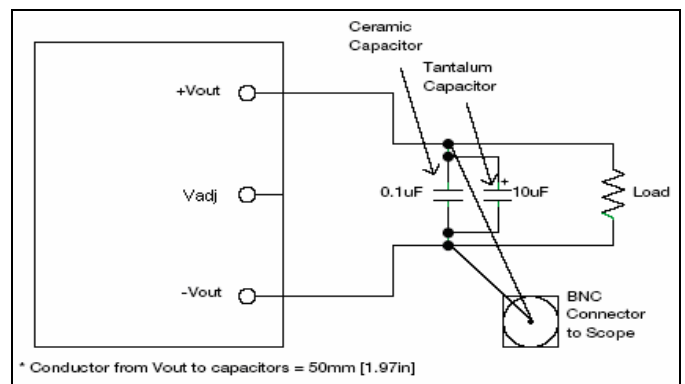 Ceramic
Capacitor
Tantalum
Capacitor
+Vout
Vadj
-Vout
0.1uF
+
10uF
Load
BNC
Connector
to Scope
* Conductor from Vout to capacitors = 50mm [1.97in]